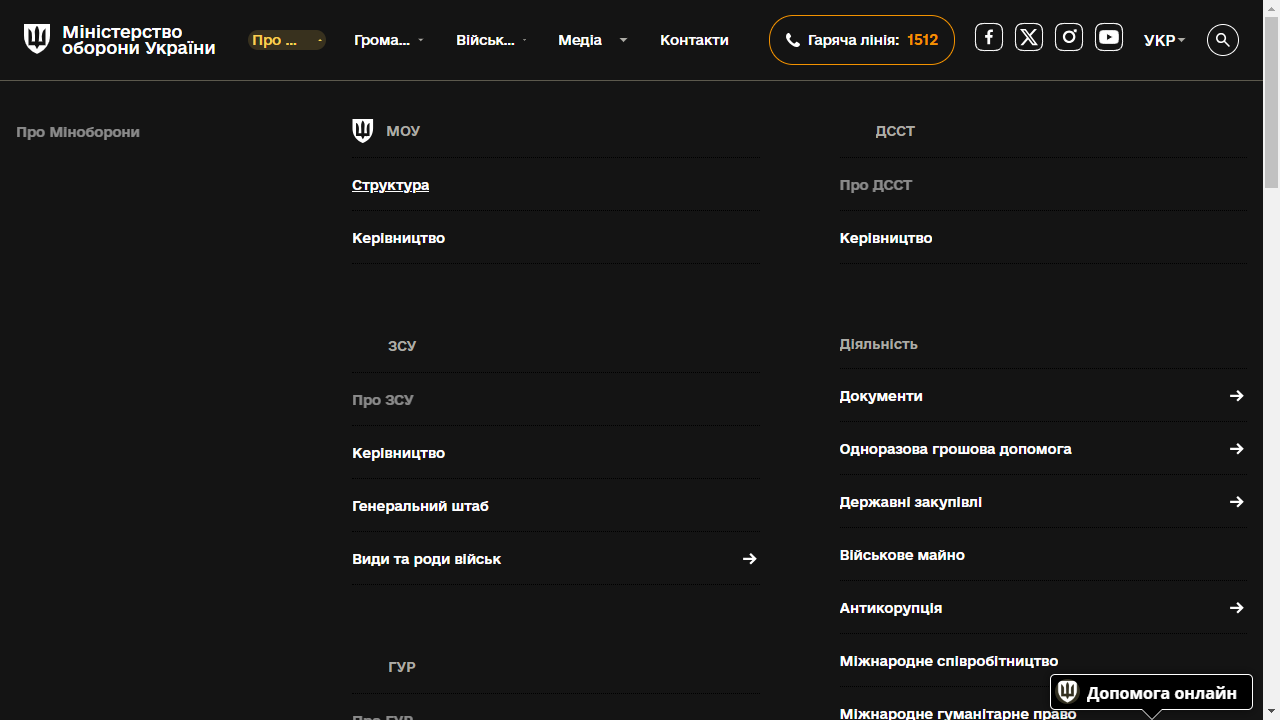 Міністерство
оборони України
Про ...
Грома...
Військ...
Медіа
Контакти
Гаряча лінія: 1512
УКР
Про Міноборони
МОУ
Структура
Керівництво
ДССТ
Про ДССТ
Керівництво
ЗСУ
Про ЗСУ
Керівництво
Генеральний штаб
Види та роди військ
ГУР
Про ГУР
Діяльність
Документи
Одноразова грошова допомога
Державні закупівлі
Військове майно
Антикорупція
Міжнародне співробітництво
Міжнародне гуманітарне право
Допомога онлайн